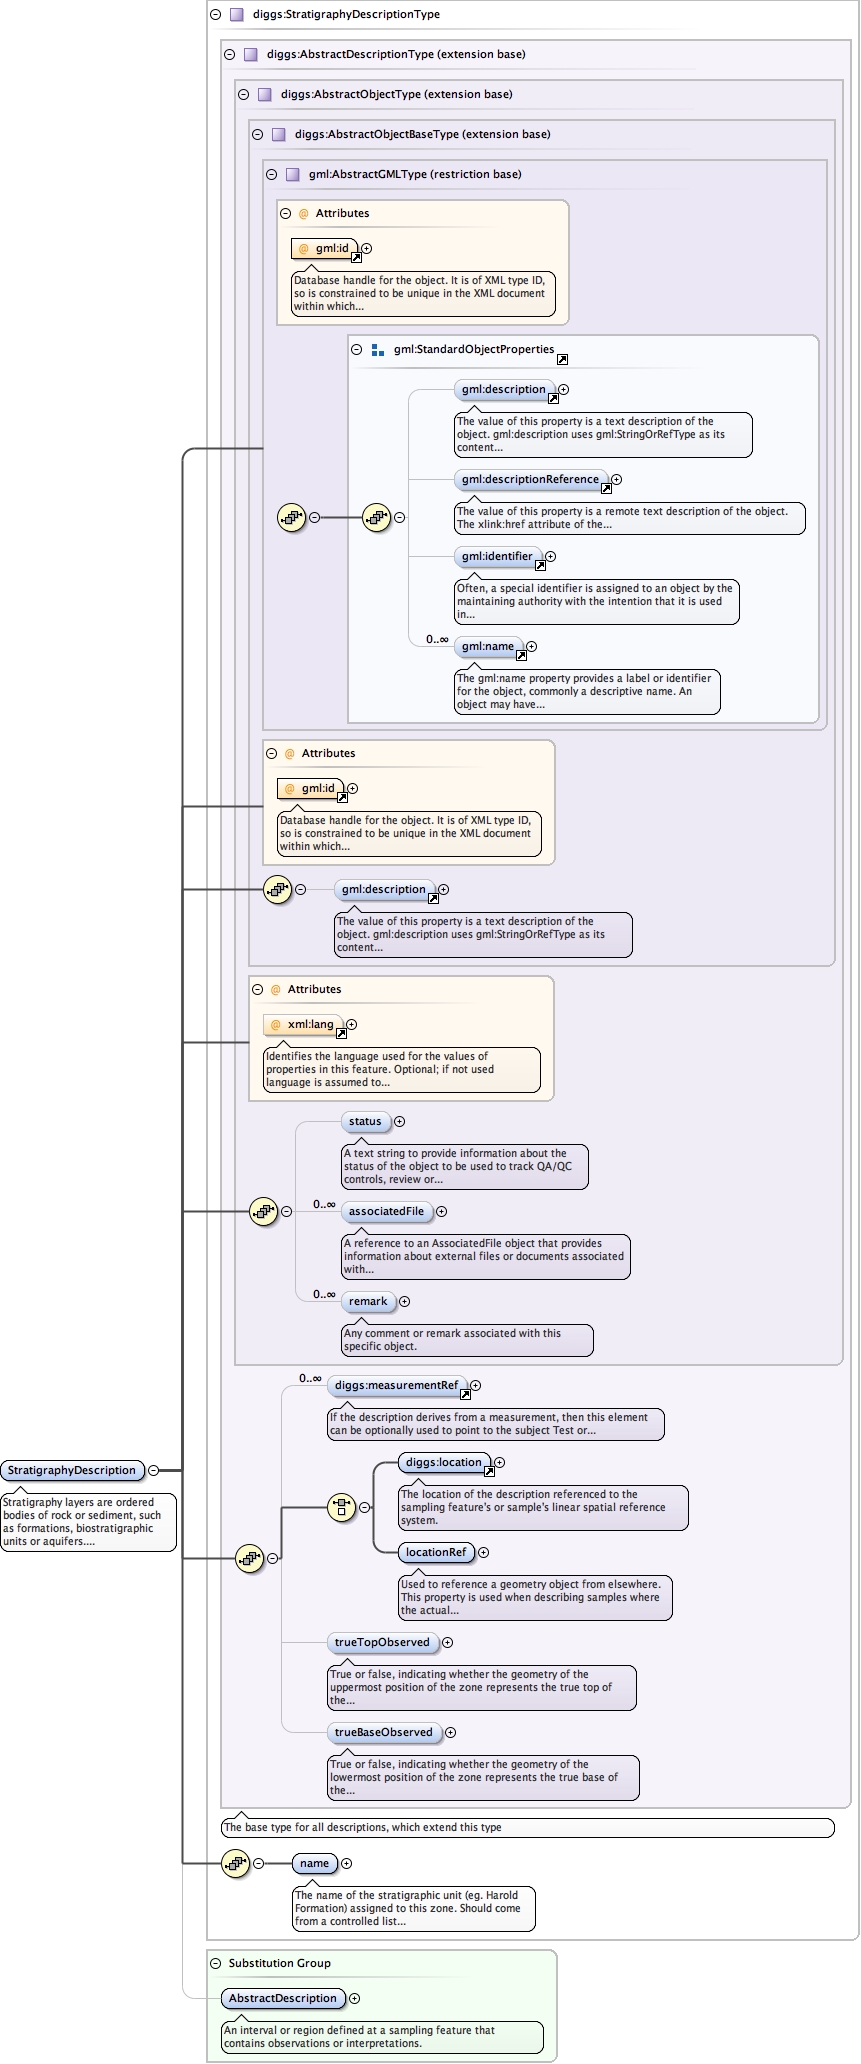 diggs:StratigraphyDescriptionType
diggs:AbstractDescriptionType (extension base)
diggs:AbstractObjectType (extension base)
diggs:AbstractObjectBaseType (extension base)
gml:AbstractGMLType (restriction base)
@ Attributes
@ gml:id
Database handle for the object. It is of XML type ID,
so is constrained to be unique in the XML document
within which...
gml:StandardObjectProperties
gml:description
The value of this property is a text description of the
object. gml:description uses gml:StringOrRefType as its
content...
gml:descriptionReference
The value of this property is a remote text description of the object.
The xlink:href attribute of the...
gml:identifier
Often, a special identifier is assigned to an object by the
maintaining authority with the intention that it is used
in...
0..∞
gml:name
The gml:name property provides a label or identifier
for the object, commonly a descriptive name. An
object may have...
@ Attributes
@ gml:id
Database handle for the object. It is of XML type ID,
so is constrained to be unique in the XML document
within which...
gml:description
The value of this property is a text description of the
object. gml:description uses gml:StringOrRefType as its
content...
@ Attributes
@ xml:lang
Identifies the language used for the values of
properties in this feature. Optional; if not used
language is assumed to...
status
A text string to provide information about the
status of the object to be used to track QA/QC
controls, review or...
0..∞
associatedFile
A reference to an AssociatedFile object that provides
information about external files or documents associated
with...
0..∞
remark
Any comment or remark associated with this
specific object.
0..∞
diggs:measurementRef
If the description derives from a measurement, then this element
can be optionally used to point to the subject Test or...
diggs:location
The location of the description referenced to the
sampling feature's or sample's linear spatial reference
system.
StratigraphyDescription
Stratigraphy layers are ordered
bodies of rock or sediment, such
as formations, biostratigraphic
units or aquifers....
locationRef
Used to reference a geometry object from elsewhere.
This property is used when describing samples where
the actual...
trueTopObserved
True or false, indicating whether the geometry of the
uppermost position of the zone represents the true top of
the...
trueBaseObserved
True or false, indicating whether the geometry of the
lowermost position of the zone represents the true base of
the...
The base type for all descriptions, which extend this type
name
The name of the stratigraphic unit (eg. Harold
Formation) assigned to this zone. Should come
from a controlled list...
Substitution Group
AbstractDescription
An interval or region defined at a sampling feature that
contains observations or interpretations.